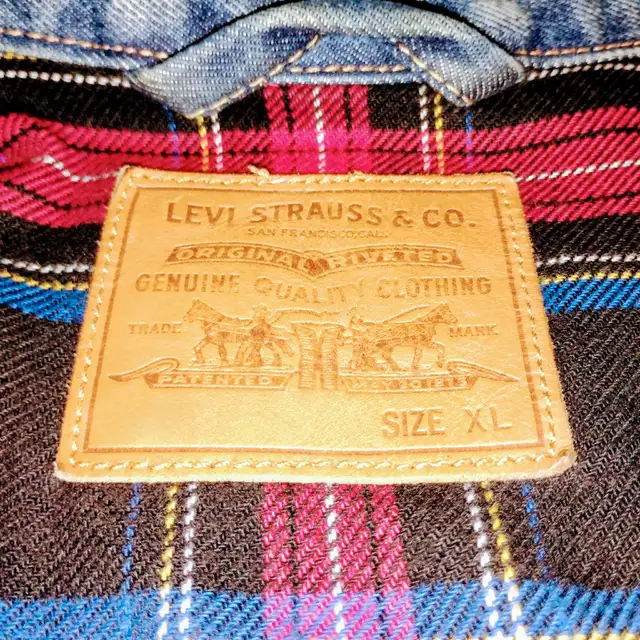 LEVI STRAUSS & CO.
SAN FRANCISCO, CAL.
ORIGINAL RIVETED
GENUINE QUALITY CLOTHING
TRADE MARK
PATENTED MAY 20 1873
SIZE XL